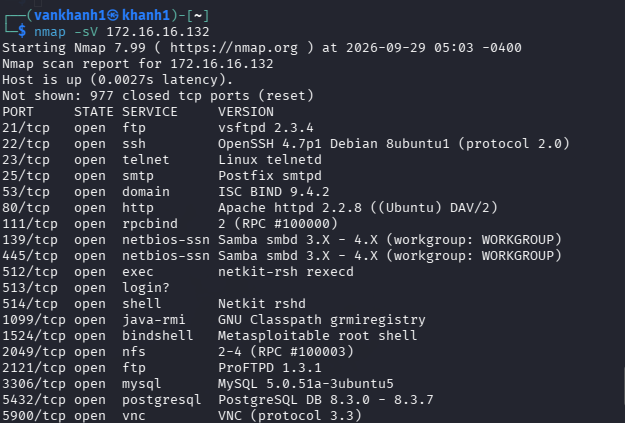 ┌──(vankhanh1㉿khanh1)-[~]
└─$ nmap -sV 172.16.16.132
Starting Nmap 7.99 ( https://nmap.org ) at 2026-09-29 05:03 -0400
Nmap scan report for 172.16.16.132
Host is up (0.0027s latency).
Not shown: 977 closed tcp ports (reset)
PORT     STATE SERVICE     VERSION
21/tcp   open  ftp         vsftpd 2.3.4
22/tcp   open  ssh         OpenSSH 4.7p1 Debian 8ubuntu1 (protocol 2.0)
23/tcp   open  telnet      Linux telnetd
25/tcp   open  smtp        Postfix smtpd
53/tcp   open  domain      ISC BIND 9.4.2
80/tcp   open  http        Apache httpd 2.2.8 ((Ubuntu) DAV/2)
111/tcp  open  rpcbind     2 (RPC #100000)
139/tcp  open  netbios-ssn Samba smbd 3.X - 4.X (workgroup: WORKGROUP)
445/tcp  open  netbios-ssn Samba smbd 3.X - 4.X (workgroup: WORKGROUP)
512/tcp  open  exec        netkit-rsh rexecd
513/tcp  open  login?
514/tcp  open  shell       Netkit rshd
1099/tcp open  java-rmi    GNU Classpath grmiregistry
1524/tcp open  bindshell   Metasploitable root shell
2049/tcp open  nfs         2-4 (RPC #100003)
2121/tcp open  ftp         ProFTPD 1.3.1
3306/tcp open  mysql       MySQL 5.0.51a-3ubuntu5
5432/tcp open  postgresql  PostgreSQL DB 8.3.0 - 8.3.7
5900/tcp open  vnc         VNC (protocol 3.3)